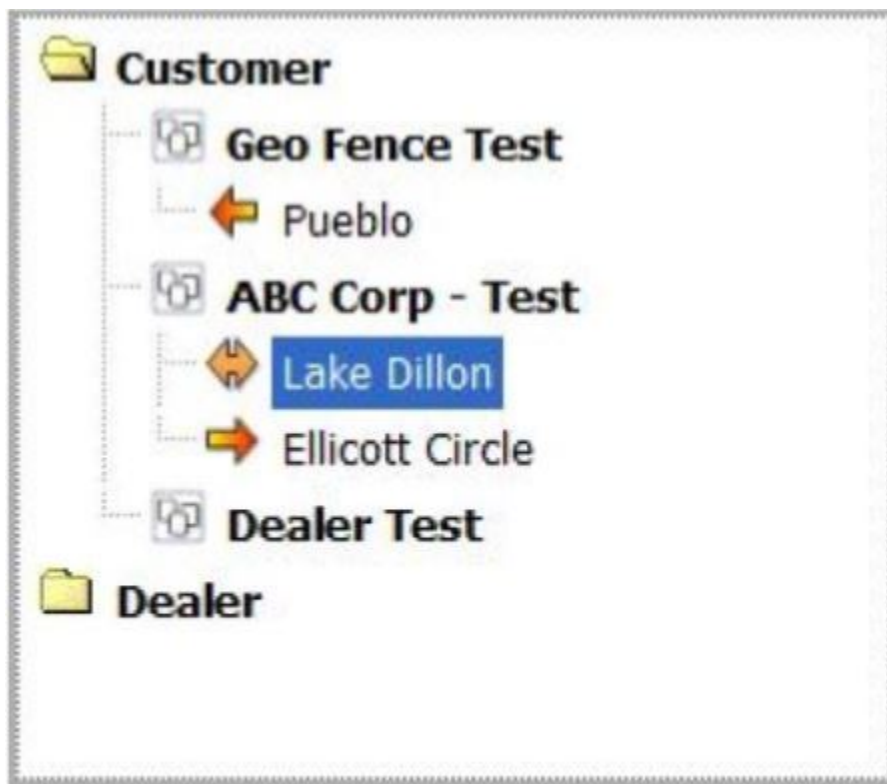 Customer
Geo Fence Test
Pueblo
ABC Corp - Test
Lake Dillon
Ellicott Circle
Dealer Test
Dealer